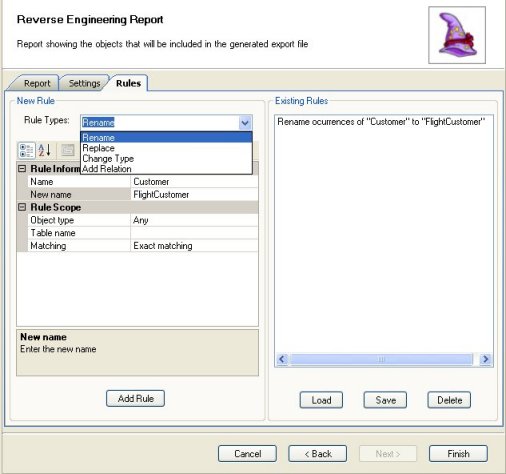 Reverse Engineering Report
Report showing the objects that will be included in the generated export file
Report Settings Rules
New Rule
Rule Types: Rename
Rename
Replace
Change Type
Add Relation
Rule Inform
Name Customer
New name FlightCustomer
Rule Scope
Object type Any
Table name
Matching Exact matching
New name
Enter the new name
Add Rule
Existing Rules
Rename ocurrences of "Customer" to "FlightCustomer"
Load Save Delete
Cancel < Back Next > Finish